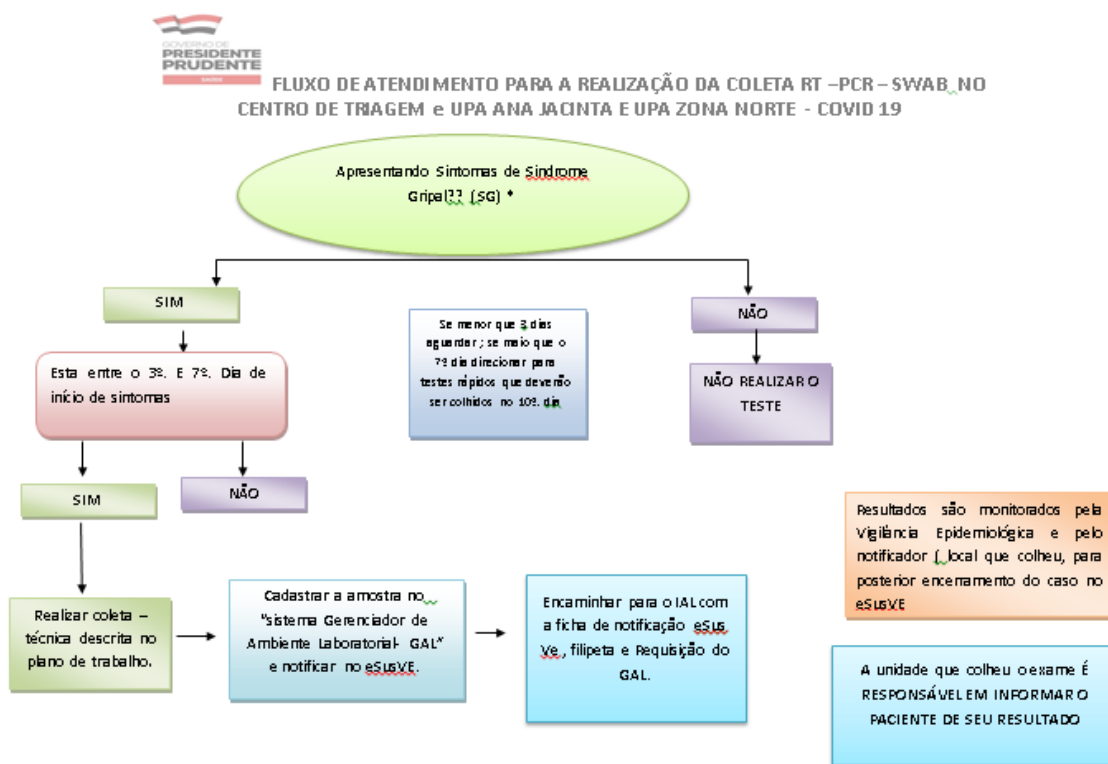 GOVERNO DE
PRESIDENTE
PRUDENTE
SAÚDE
FLUXO DE ATENDIMENTO PARA A REALIZAÇÃO DA COLETA RT –PCR – SWAB NO
CENTRO DE TRIAGEM e UPA ANA JACINTA E UPA ZONA NORTE - COVID 19
Apresentando Sintomas de Síndrome
Gripal?? (SG) *
SIM
NÃO
Se menor que 3 dias
aguardar ; se maio que o
7º dia direcionar para
testes rápidos que deverão
ser colhidos no 10º. dia
Esta entre o 3º. E 7º. Dia de
início de sintomas
NÃO REALIZAR O
TESTE
SIM
NÃO
Resultados são monitorados pela
Vigilância Epidemiológica e pelo
notificador ( local que colheu, para
posterior encerramento do caso no
eSusVE
Realizar coleta –
técnica descrita no
plano de trabalho.
Cadastrar a amostra no
"sistema Gerenciador de
Ambiente Laboratorial- GAL"
e notificar no eSusVE.
Encaminhar para o IAL com
a ficha de notificação eSus
Ve , filipeta e Requisição do
GAL.
A unidade que colheu o exame É
RESPONSÁVEL EM INFORMAR O
PACIENTE DE SEU RESULTADO